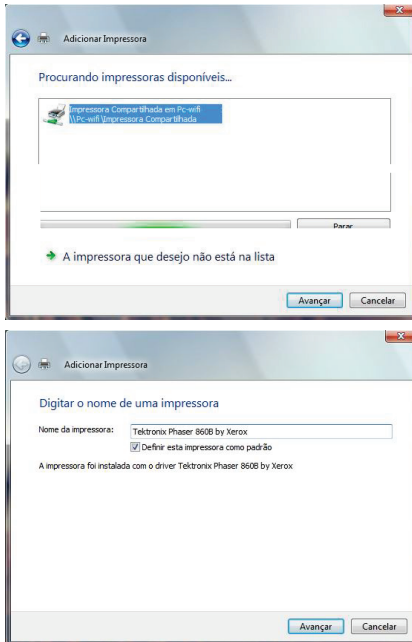 Adicionar Impressora
Procurando impressoras disponíveis...
Impressora Compartilhada em Pc-wifi
\\Pc-wifi\Impressora Compartilhada
Parar
A impressora que desejo não está na lista
Avançar Cancelar
Adicionar Impressora
Digitar o nome de uma impressora
Nome da impressora: Tektronix Phaser 860B by Xerox
Definir esta impressora como padrão
A impressora foi instalada com o driver Tektronix Phaser 860B by Xerox
Avançar Cancelar